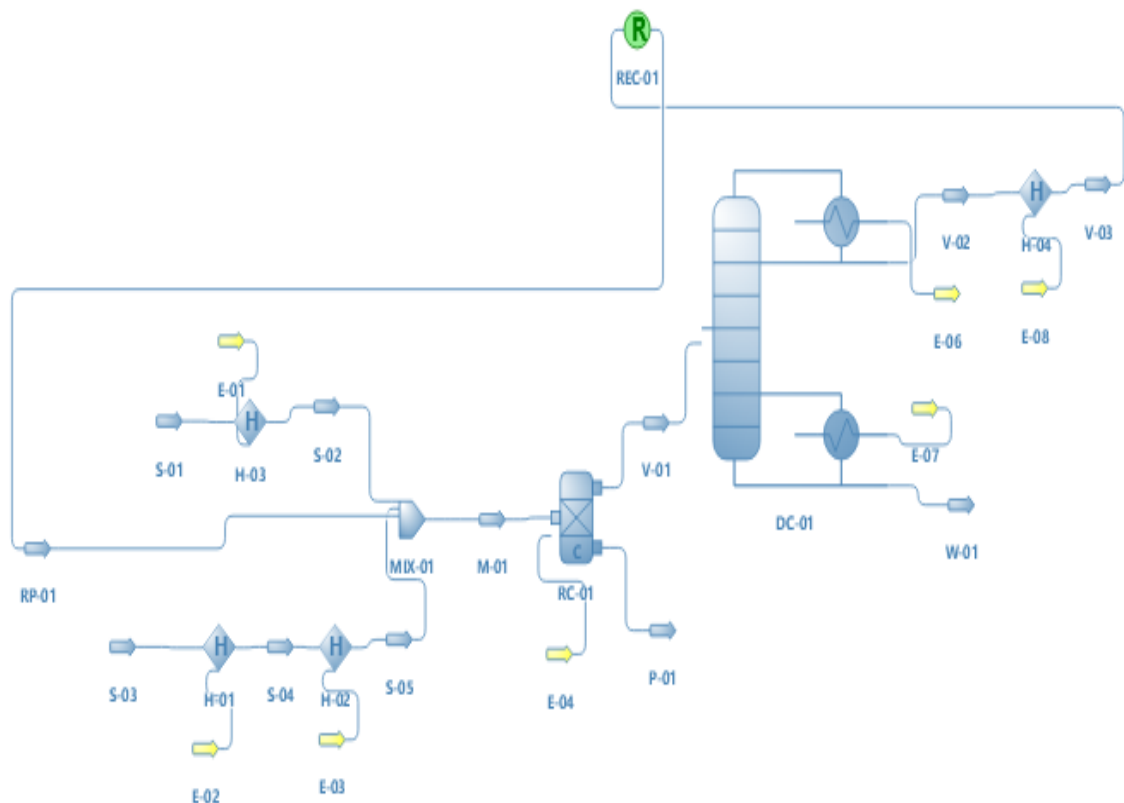 R
REC-01
H
V-02
H-04
V-03
E-06
E-08
E-01
H
S-01
H-03
S-02
E-07
V-01
DC-01
W-01
MIX-01
M-01
C
RC-01
RP-01
H
H
S-03
H-01
S-04
H-02
S-05
P-01
E-04
E-02
E-03